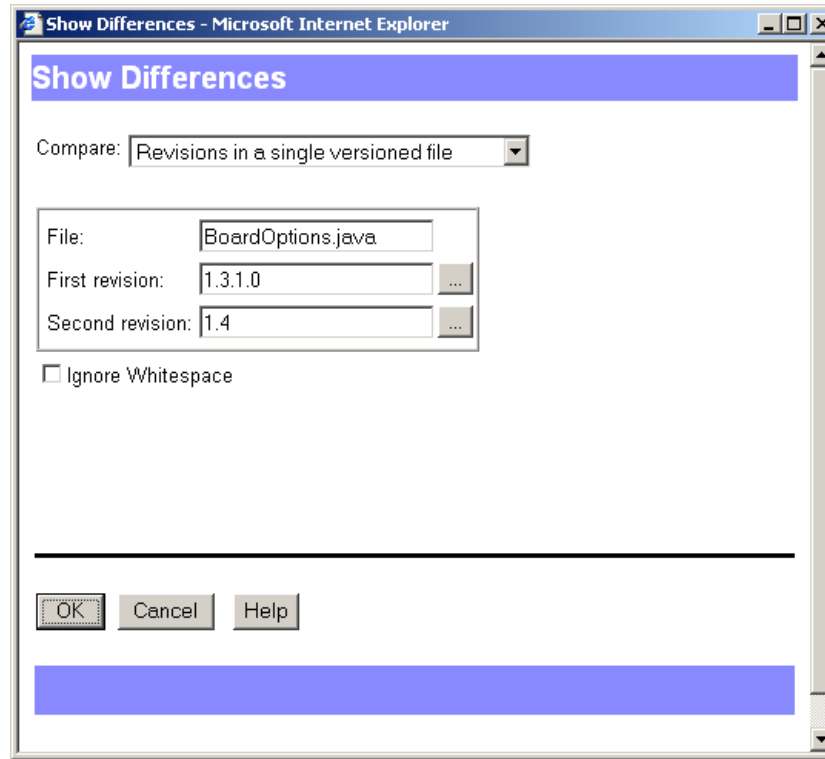 Show Differences - Microsoft Internet Explorer
Show Differences
Compare: Revisions in a single versioned file
File: BoardOptions.java
First revision: 1.3.1.0 ...
Second revision: 1.4 ...
Ignore Whitespace
OK Cancel Help